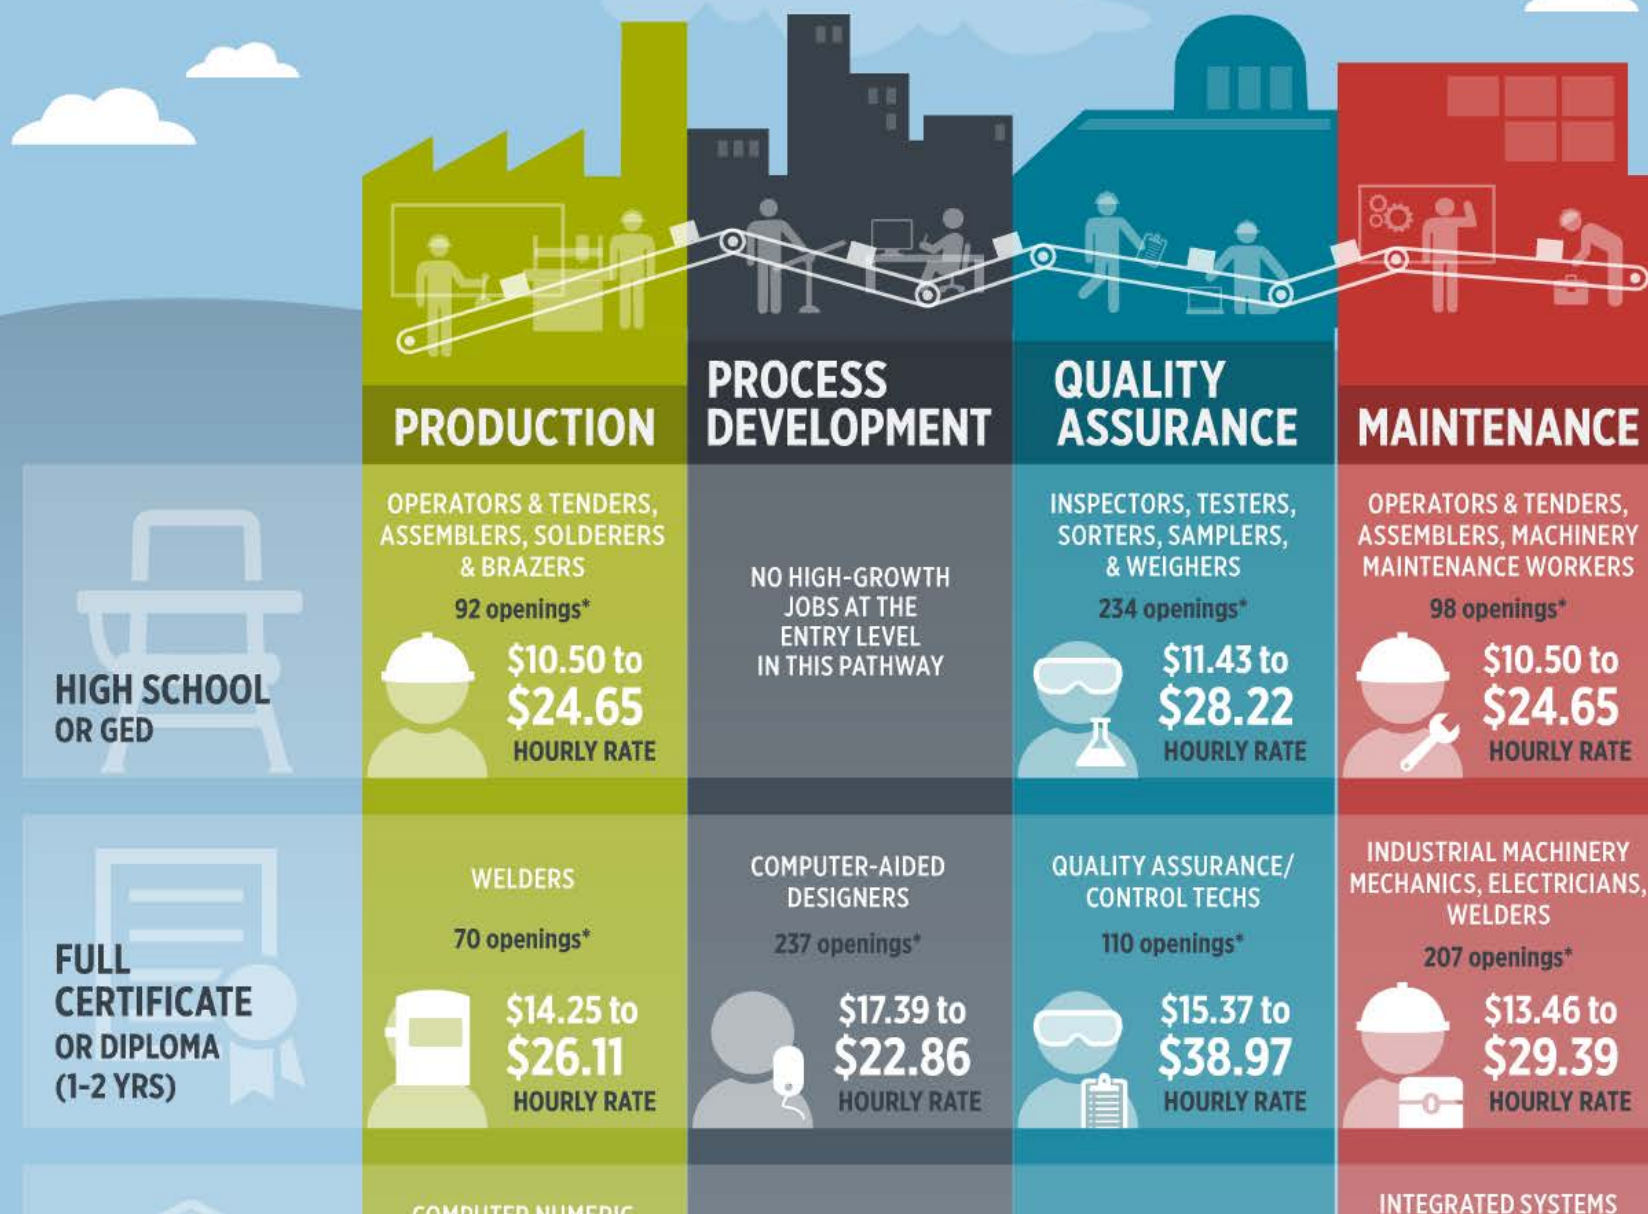 PROCESS
DEVELOPMENT
QUALITY
ASSURANCE
PRODUCTION
MAINTENANCE
HIGH SCHOOL
OR GED
OPERATORS & TENDERS,
ASSEMBLERS, SOLDERERS
& BRAZERS
92 openings*
$10.50 to
$24.65
HOURLY RATE
NO HIGH-GROWTH
JOBS AT THE
ENTRY LEVEL
IN THIS PATHWAY
INSPECTORS, TESTERS,
SORTERS, SAMPLERS,
& WEIGHERS
234 openings*
$11.43 to
$28.22
HOURLY RATE
OPERATORS & TENDERS,
ASSEMBLERS, MACHINERY
MAINTENANCE WORKERS
98 openings*
$10.50 to
$24.65
HOURLY RATE
FULL
CERTIFICATE
OR DIPLOMA
(1-2 YRS)
WELDERS
70 openings*
$14.25 to
$26.11
HOURLY RATE
COMPUTER-AIDED
DESIGNERS
237 openings*
$17.39 to
$22.86
HOURLY RATE
QUALITY ASSURANCE/
CONTROL TECHS
110 openings*
$15.37 to
$38.97
HOURLY RATE
INDUSTRIAL MACHINERY
MECHANICS, ELECTRICIANS,
WELDERS
207 openings*
$13.46 to
$29.39
HOURLY RATE
COMPUTER NUMERIC
INTEGRATED SYSTEMS